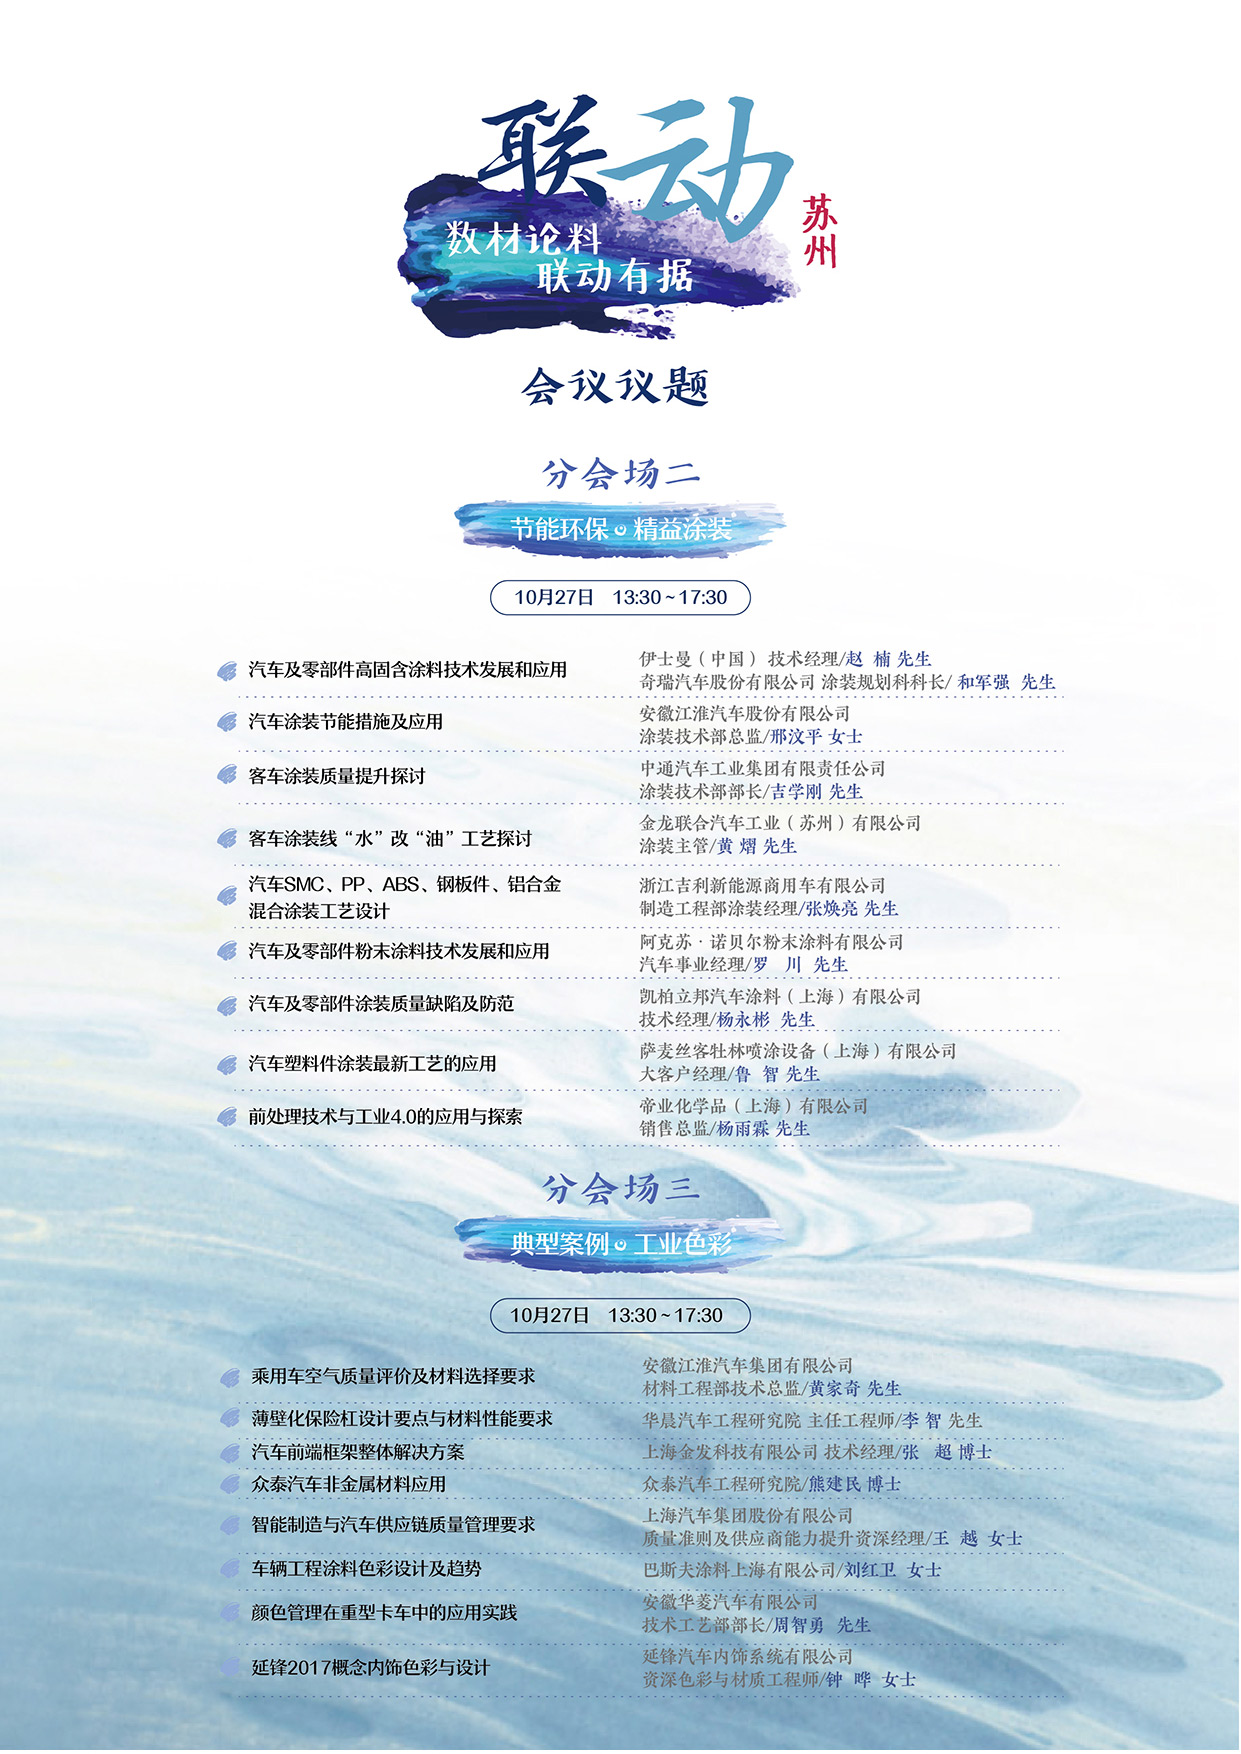 联动
苏州
数材论料
联动有据
会议议题
分会场二
节能环保 精益涂装
10月27日 13:30~17:30
汽车及零部件高固含涂料技术发展和应用
伊士曼（中国） 技术经理/赵 楠 先生
奇瑞汽车股份有限公司 涂装规划科科长/ 和军强 先生
汽车涂装节能措施及应用
安徽江淮汽车股份有限公司
涂装技术部总监/邢汶平 女士
客车涂装质量提升探讨
中通汽车工业集团有限责任公司
涂装技术部部长/吉学刚 先生
客车涂装线“水”改“油”工艺探讨
金龙联合汽车工业（苏州）有限公司
涂装主管/黄 熠 先生
汽车SMC、PP、ABS、钢板件、铝合金
混合涂装工艺设计
浙江吉利新能源商用车有限公司
制造工程部涂装经理/张焕亮 先生
汽车及零部件粉末涂料技术发展和应用
阿克苏·诺贝尔粉末涂料有限公司
汽车事业经理/罗 川 先生
汽车及零部件涂装质量缺陷及防范
凯柏立邦汽车涂料（上海）有限公司
技术经理/杨永彬 先生
汽车塑料件涂装最新工艺的应用
萨麦丝客牡林喷涂设备（上海）有限公司
大客户经理/鲁 智 先生
前处理技术与工业4.0的应用与探索
帝业化学品（上海）有限公司
销售总监/杨雨霖 先生
分会场三
典型案例 工业色彩
10月27日 13:30~17:30
乘用车空气质量评价及材料选择要求
安徽江淮汽车集团有限公司
材料工程部技术总监/黄家奇 先生
薄壁化保险杠设计要点与材料性能要求
华晨汽车工程研究院 主任工程师/李 智 先生
汽车前端框架整体解决方案
上海金发科技有限公司 技术经理/张 超 博士
众泰汽车非金属材料应用
众泰汽车工程研究院/熊建民 博士
智能制造与汽车供应链质量管理要求
上海汽车集团股份有限公司
质量准则及供应商能力提升资深经理/王 越 女士
车辆工程涂料色彩设计及趋势
巴斯夫涂料上海有限公司/刘红卫 女士
颜色管理在重型卡车中的应用实践
安徽华菱汽车有限公司
技术工艺部部长/周智勇 先生
延锋2017概念内饰色彩与设计
延锋汽车内饰系统有限公司
资深色彩与材质工程师/钟 晔 女士